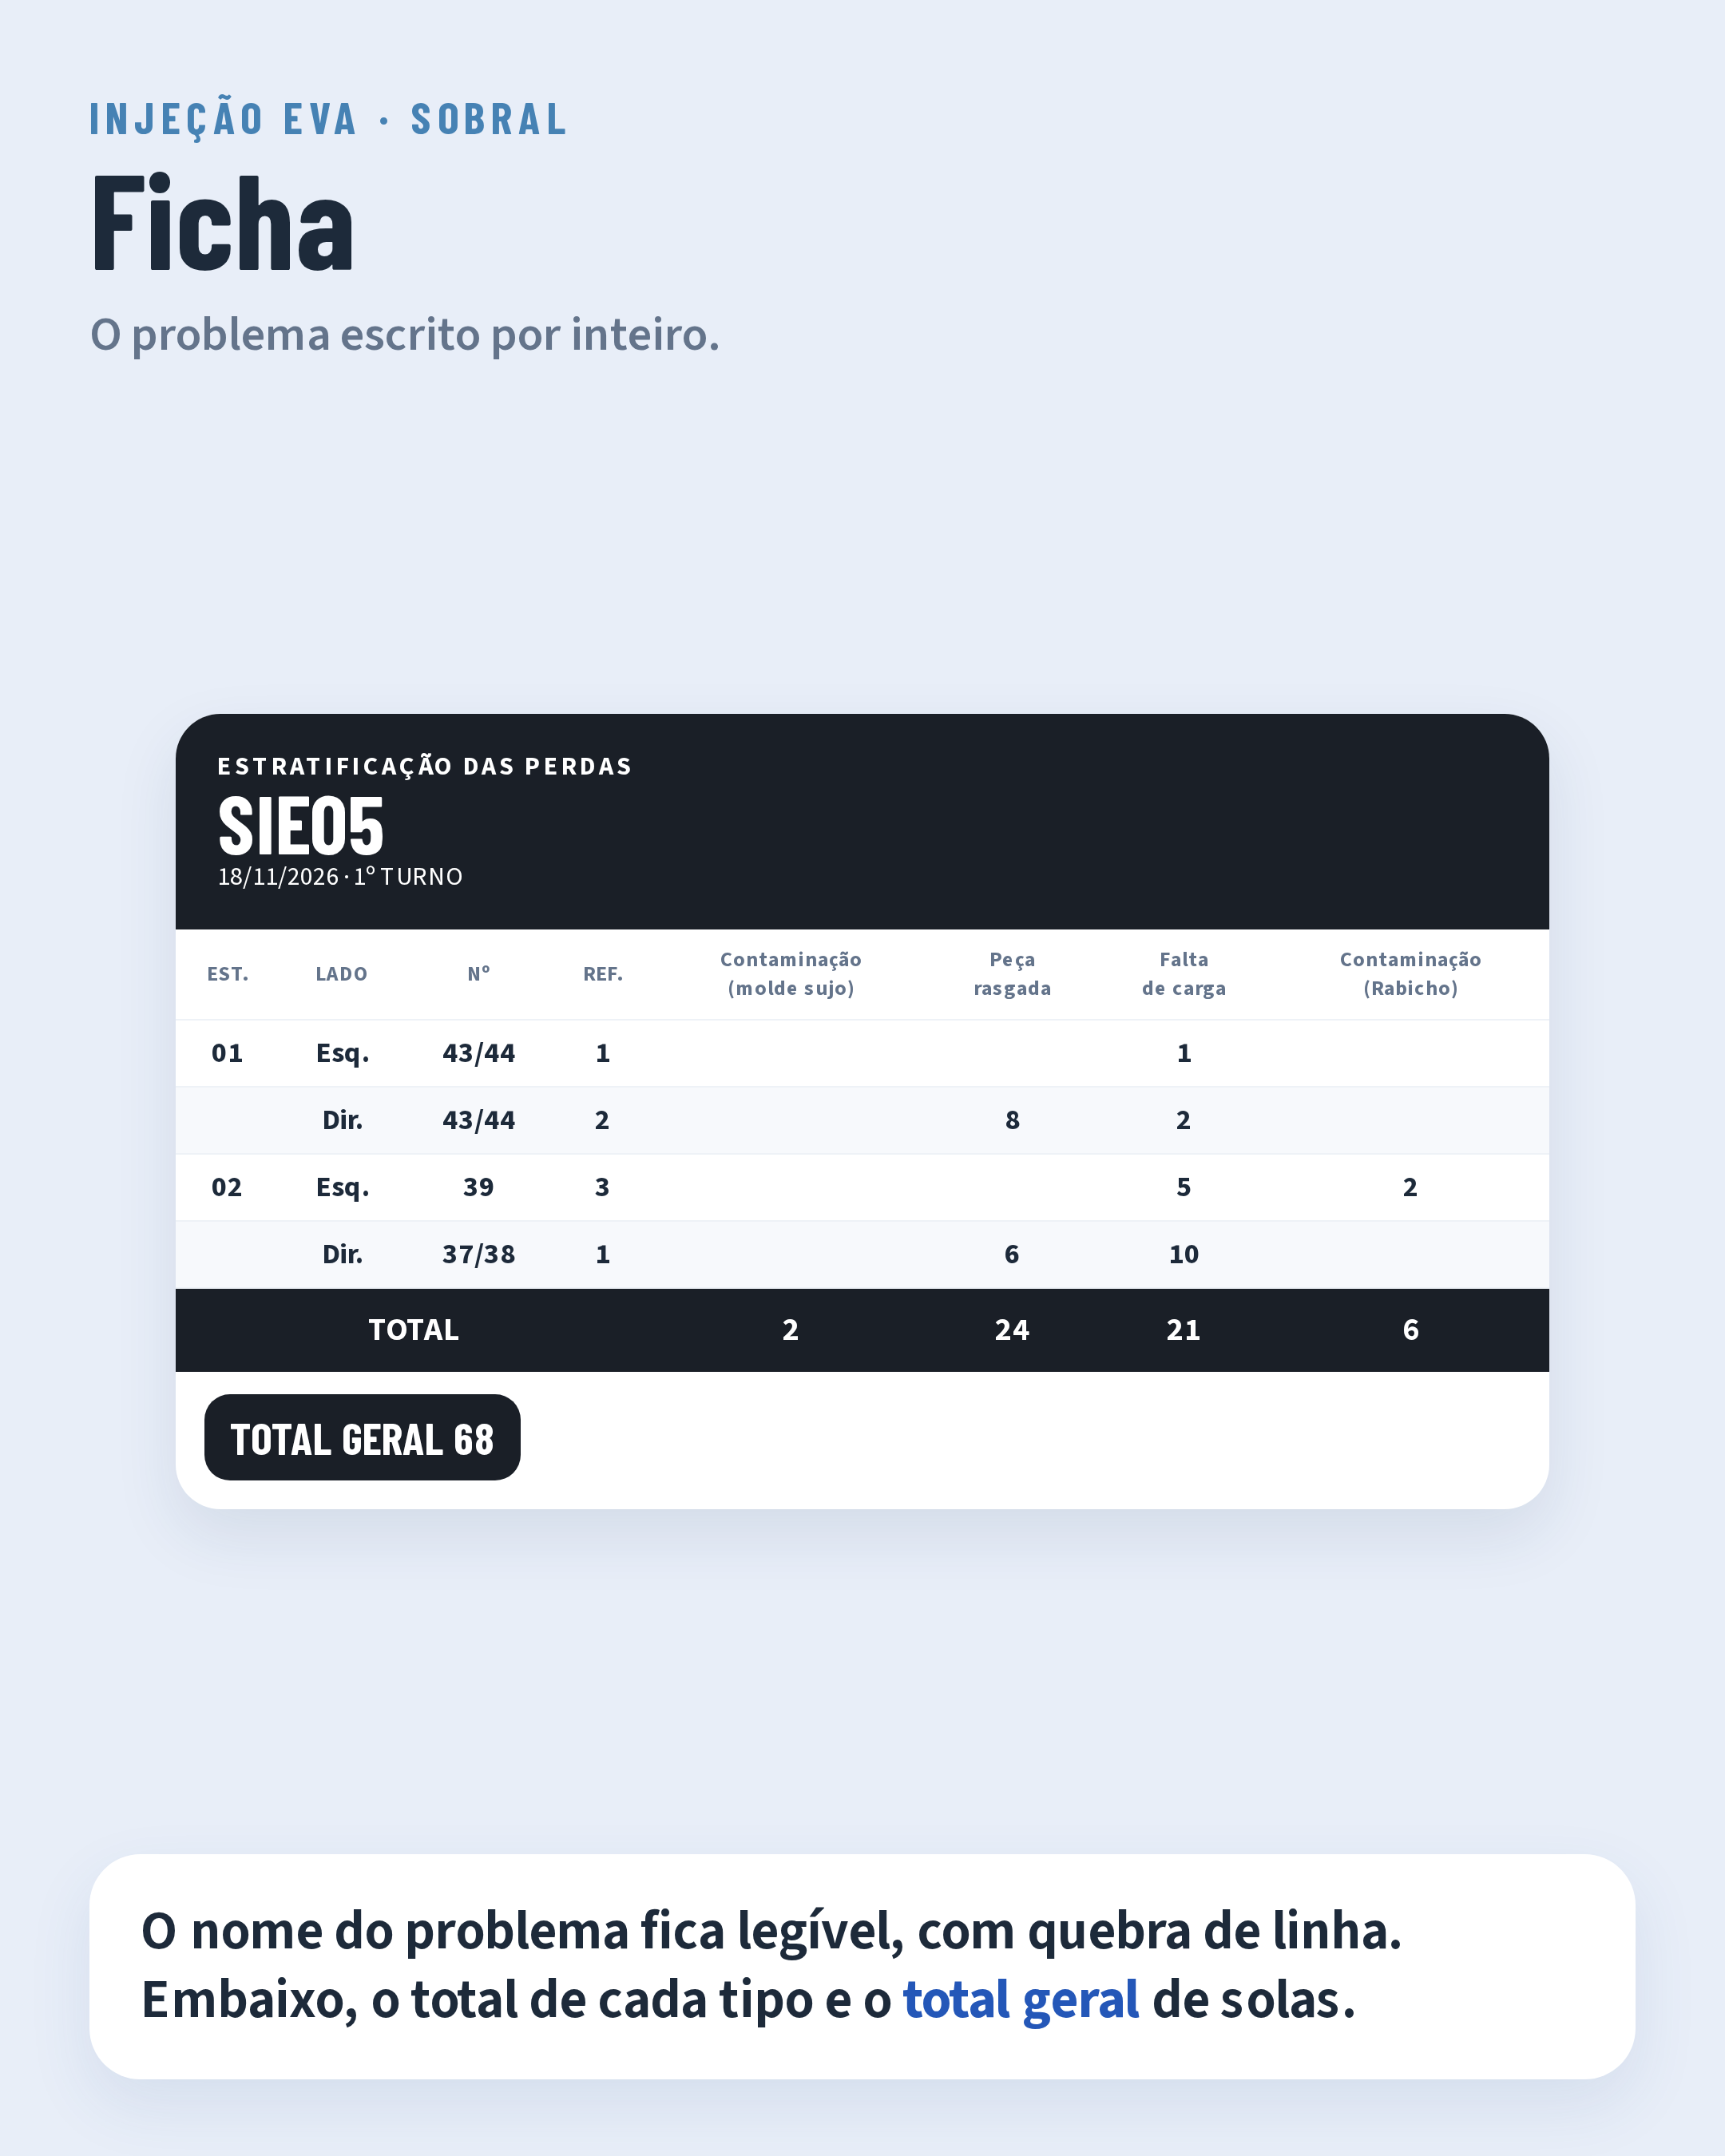 INJEÇÃO EVA · SOBRAL
Ficha
O problema escrito por inteiro.
ESTRATIFICAÇÃO DAS PERDAS
SIE05
18/11/2026 · 1º TURNO
EST. LADO Nº REF. Contaminação (molde sujo) Peça rasgada Falta de carga Contaminação (Rabicho)
01 Esq. 43/44 1 1
Dir. 43/44 2 8 2
02 Esq. 39 3 5 2
Dir. 37/38 1 6 10
TOTAL 2 24 21 6
TOTAL GERAL 68
O nome do problema fica legível, com quebra de linha.
Embaixo, o total de cada tipo e o total geral de solas.